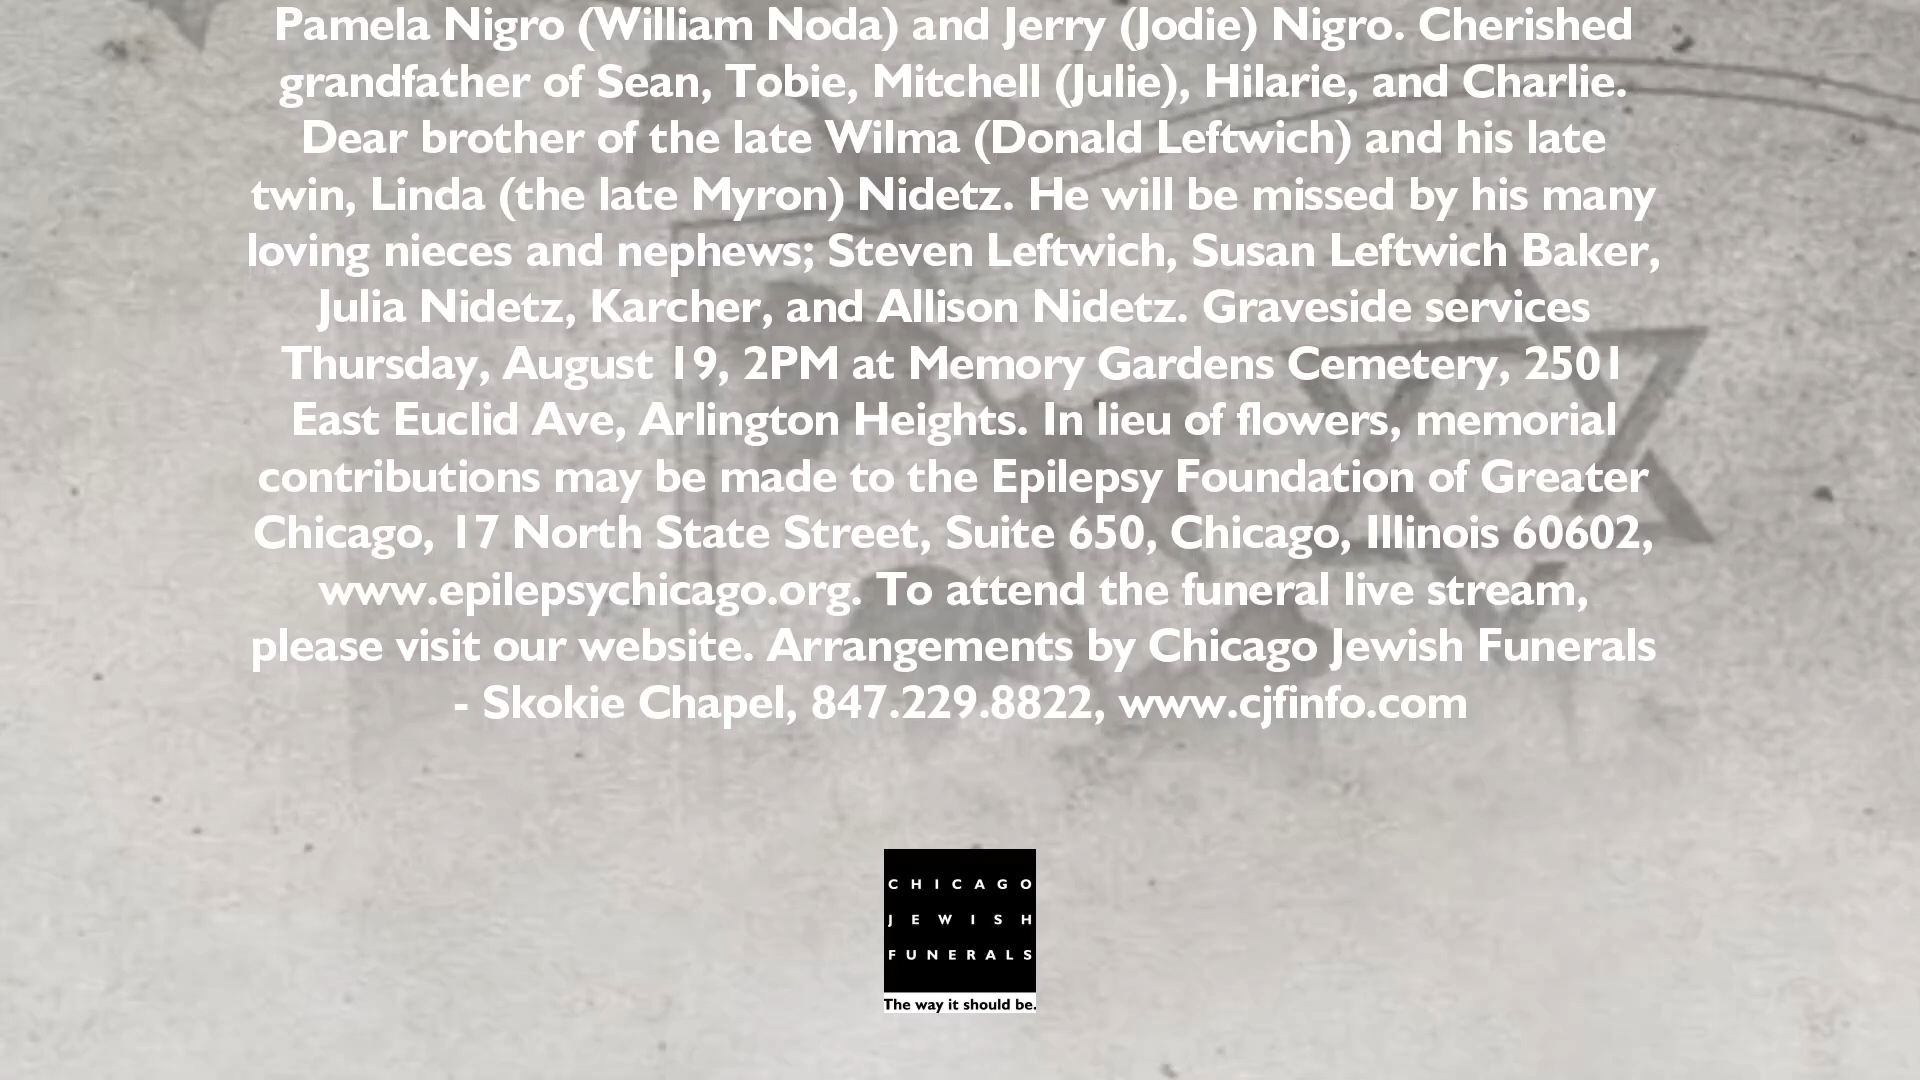 Pamela Nigro (William Noda) and Jerry (Jodie) Nigro. Cherished
grandfather of Sean, Tobie, Mitchell (Julie), Hilarie, and Charlie.
Dear brother of the late Wilma (Donald Leftwich) and his late
twin, Linda (the late Myron) Nidetz. He will be missed by his many
loving nieces and nephews; Steven Leftwich, Susan Leftwich Baker,
Julia Nidetz, Karcher, and Allison Nidetz. Graveside services
Thursday, August 19, 2PM at Memory Gardens Cemetery, 2501
East Euclid Ave, Arlington Heights. In lieu of flowers, memorial
contributions may be made to the Epilepsy Foundation of Greater
Chicago, 17 North State Street, Suite 650, Chicago, Illinois 60602,
www.epilepsychicago.org. To attend the funeral live stream,
please visit our website. Arrangements by Chicago Jewish Funerals
- Skokie Chapel, 847.229.8822, www.cjfinfo.com
CHICAGO
JEWISH
FUNERALS
The way it should be.